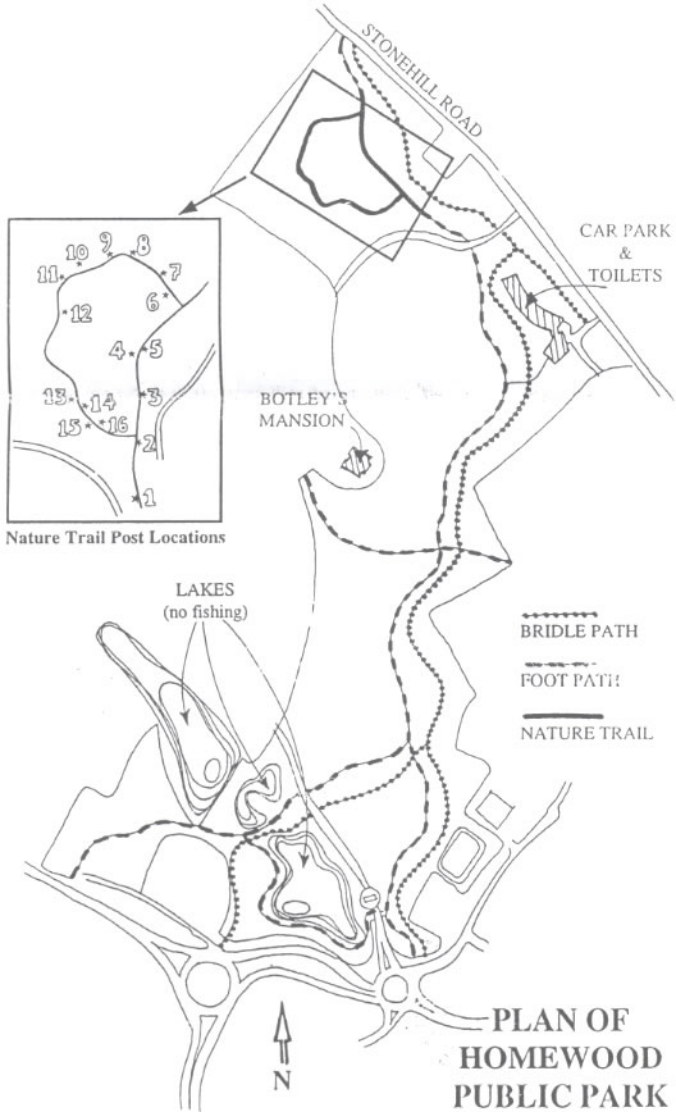 STONEHILL ROAD
CAR PARK
&
TOILETS
9
8
10
7
11
6
12
4
5
13
14
3
15
16
2
1
Nature Trail Post Locations
BOTLEY'S
MANSION
LAKES
(no fishing)
BRIDLE PATH
FOOT PATH
NATURE TRAIL
N
PLAN OF
HOMEWOOD
PUBLIC PARK